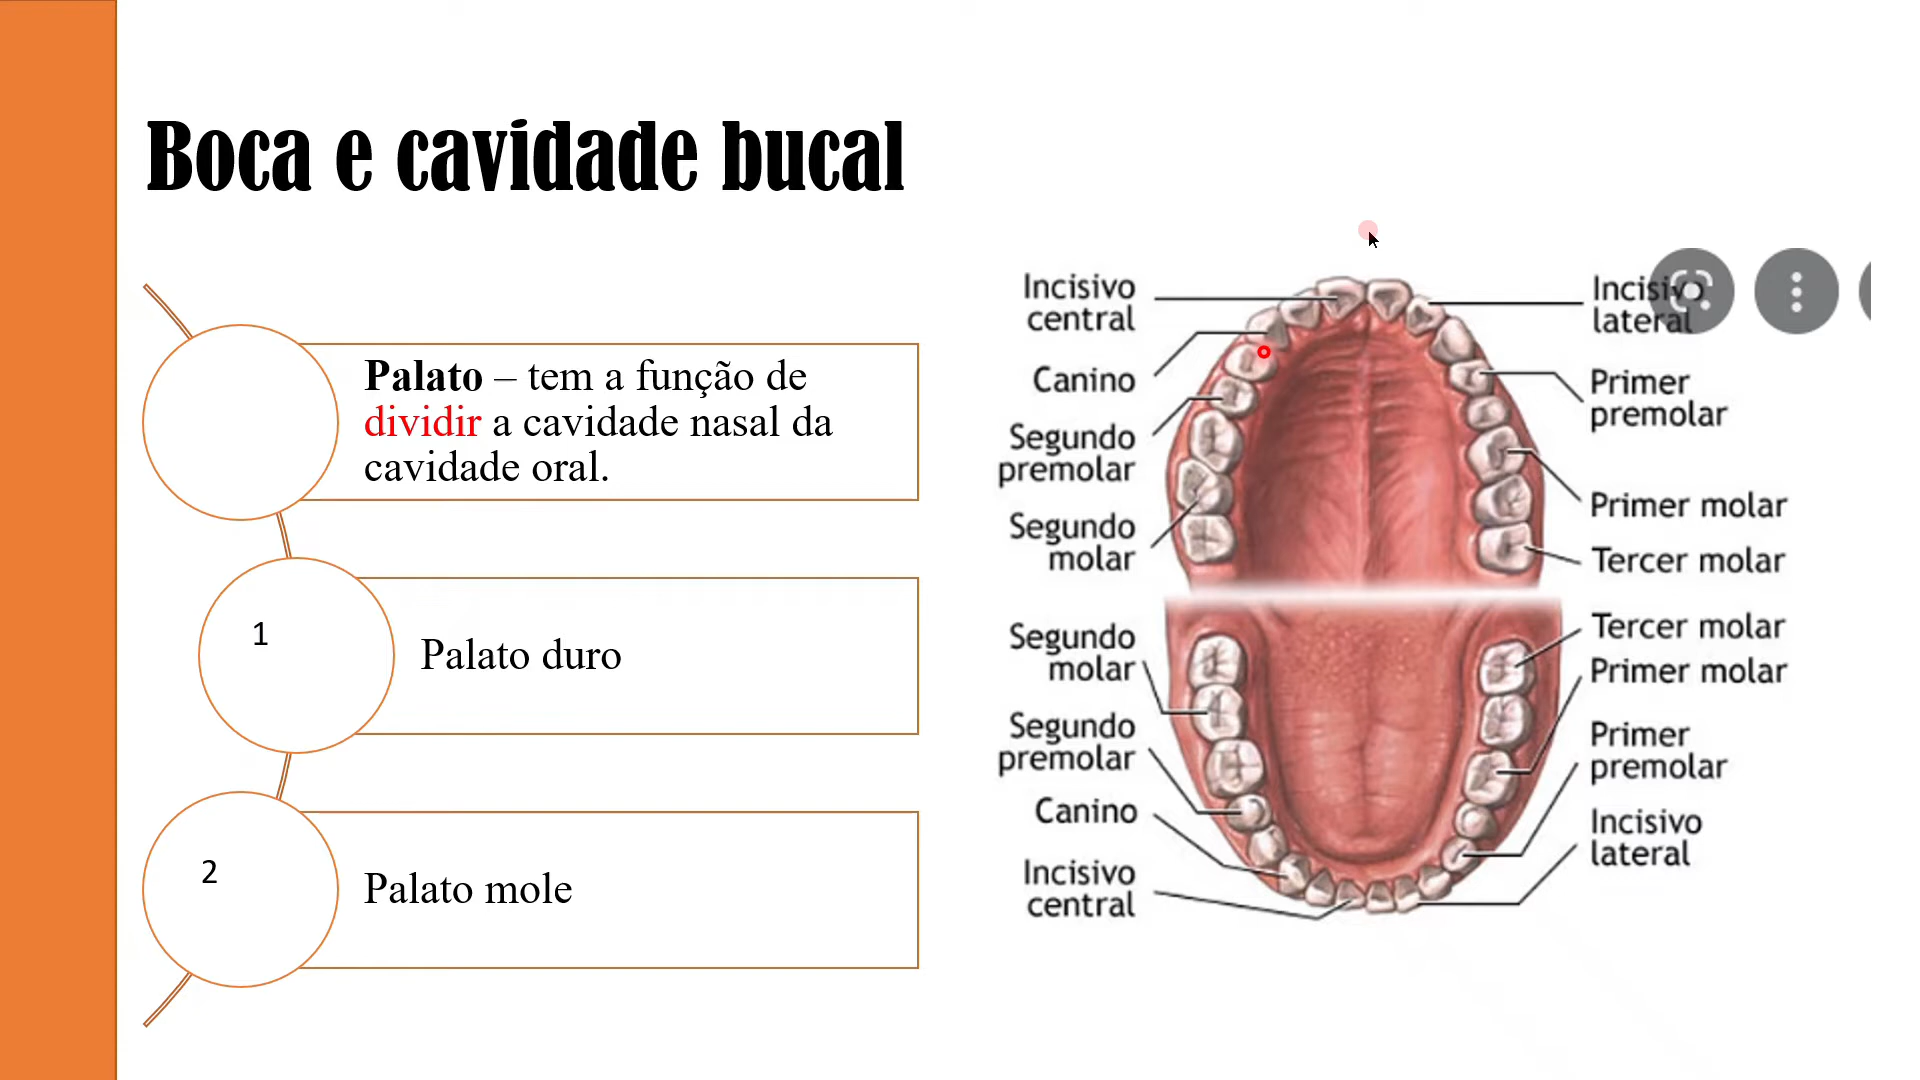 Boca e cavidade bucal
Palato – tem a função de
dividir a cavidade nasal da
cavidade oral.
1
Palato duro
2
Palato mole
Incisivo
central
Canino
Segundo
premolar
Segundo
molar
Segundo
molar
Segundo
premolar
Canino
Incisivo
central
Incisivo
lateral
Primer
premolar
Primer molar
Tercer molar
Tercer molar
Primer molar
Primer
premolar
Incisivo
lateral